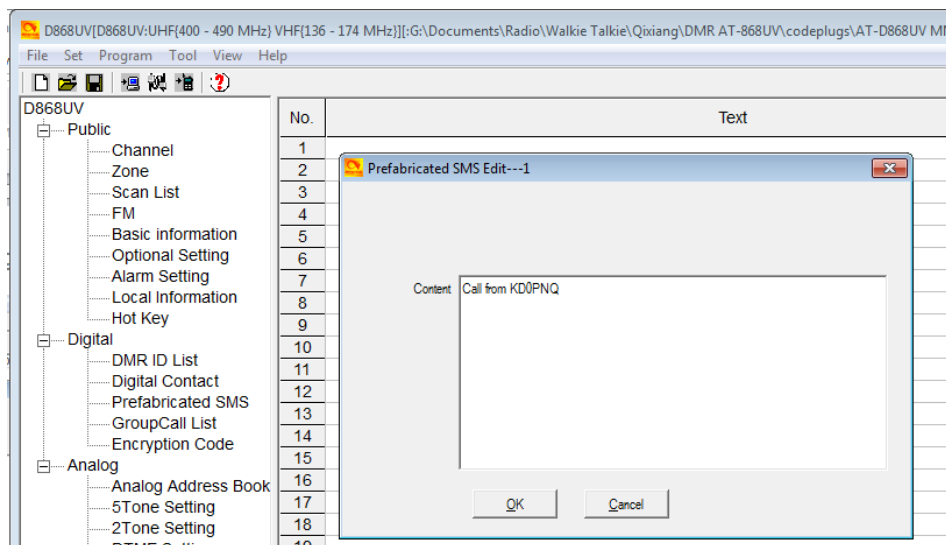 D868UV[D868UV:UHF{400 - 490 MHz} VHF{136 - 174 MHz}][:G:\Documents\Radio\Walkie Talkie\Qixiang\DMR AT-868UV\codeplugs\AT-D868UV
File Set Program Tool View Help
D868UV
Public
Channel
Zone
Scan List
FM
Basic information
Optional Setting
Alarm Setting
Local Information
Hot Key
Digital
DMR ID List
Digital Contact
Prefabricated SMS
GroupCall List
Encryption Code
Analog
Analog Address Book
5Tone Setting
2Tone Setting
No. Text
1
2
3
4
5
6
7
8
9
10
11
12
13
14
15
16
17
18
Prefabricated SMS Edit---1
Content Call from KD0PNQ
OK Cancel